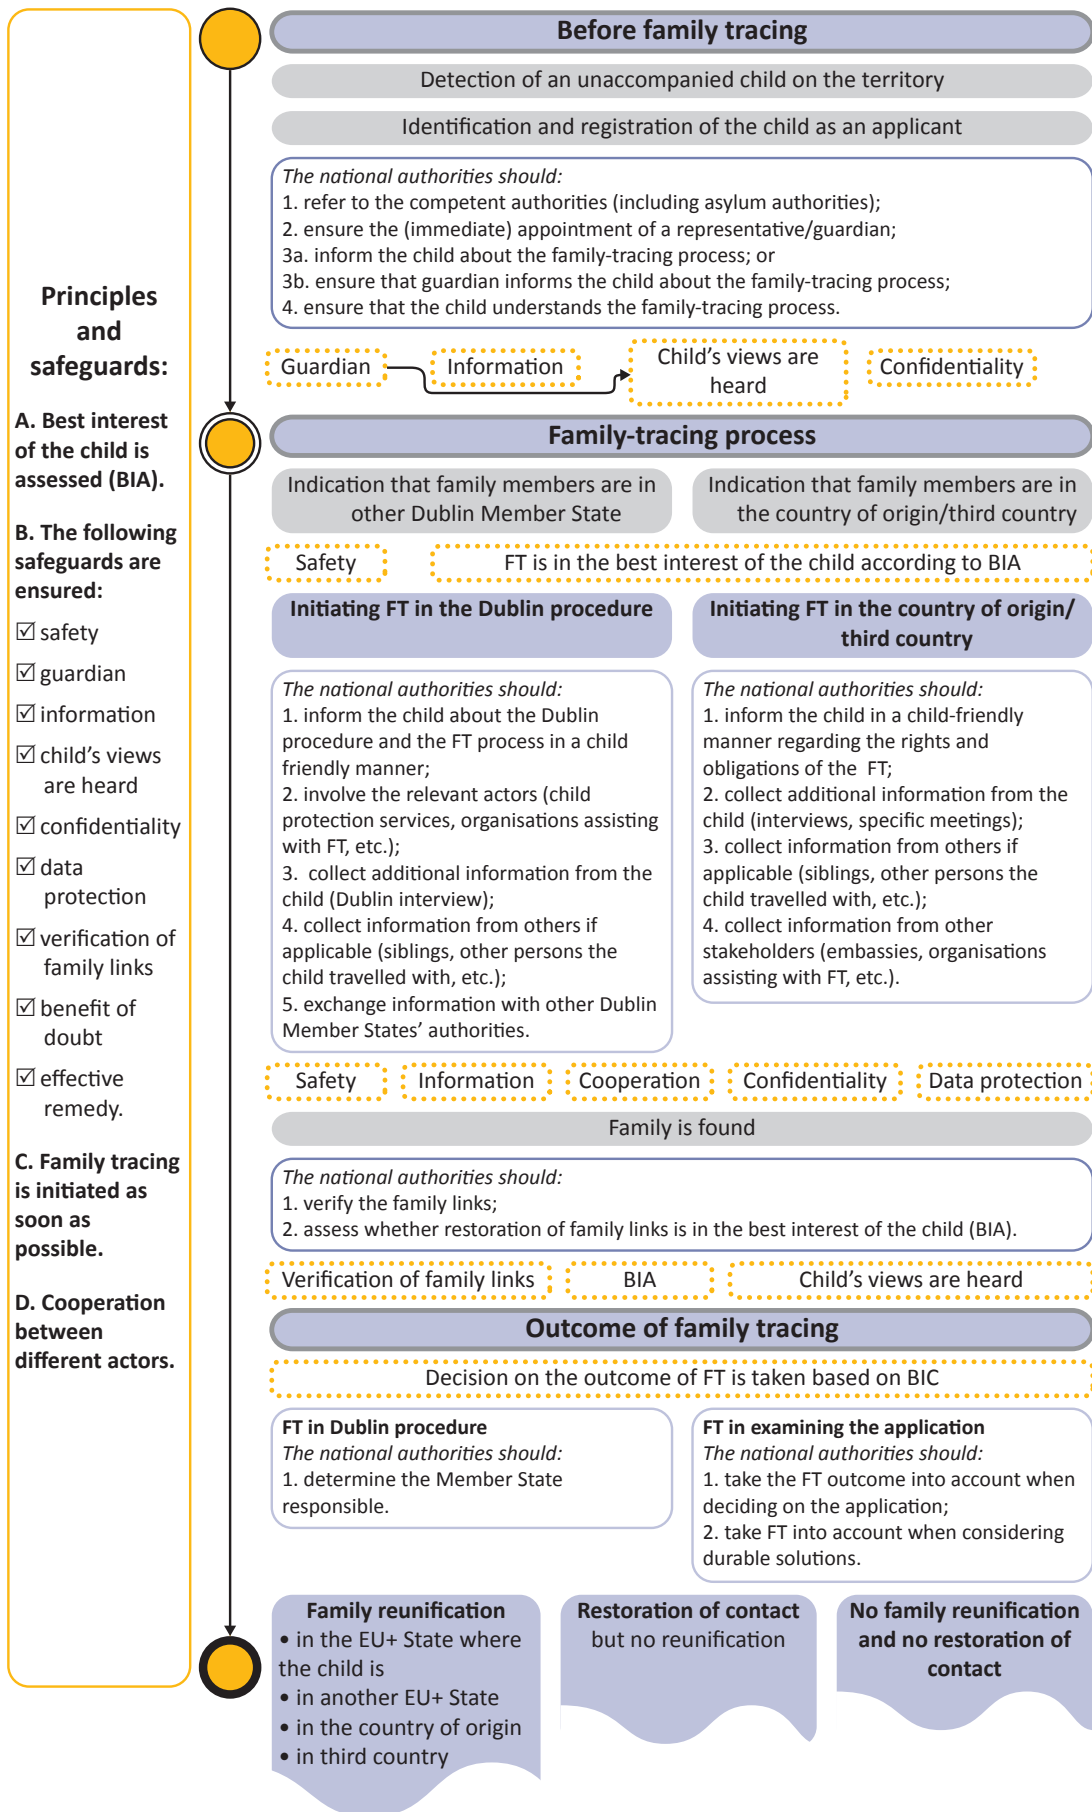 Principles
and
safeguards:
A. Best interest
of the child is
assessed (BIA).
B. The following
safeguards are
ensured:
☑ safety
☑ guardian
☑ information
☑ child’s views
are heard
☑ confidentiality
☑ data
protection
☑ verification of
family links
☑ benefit of
doubt
☑ effective
remedy.
C. Family tracing
is initiated as
soon as
possible.
D. Cooperation
between
different actors.
Before family tracing
Detection of an unaccompanied child on the territory
Identification and registration of the child as an applicant
The national authorities should:
1. refer to the competent authorities (including asylum authorities);
2. ensure the (immediate) appointment of a representative/guardian;
3a. inform the child about the family-tracing process; or
3b. ensure that guardian informs the child about the family-tracing process;
4. ensure that the child understands the family-tracing process.
Guardian
Information
Child’s views are
heard
Confidentiality
Family-tracing process
Indication that family members are in
other Dublin Member State
Indication that family members are in
the country of origin/third country
Safety
FT is in the best interest of the child according to BIA
Initiating FT in the Dublin procedure
The national authorities should:
1. inform the child about the Dublin
procedure and the FT process in a child
friendly manner;
2. involve the relevant actors (child
protection services, organisations assisting
with FT, etc.);
3. collect additional information from the
child (Dublin interview);
4. collect information from others if
applicable (siblings, other persons the
child travelled with, etc.);
5. exchange information with other Dublin
Member States’ authorities.
Initiating FT in the country of origin/
third country
The national authorities should:
1. inform the child in a child-friendly
manner regarding the rights and
obligations of the FT;
2. collect additional information from the
child (interviews, specific meetings);
3. collect information from others if
applicable (siblings, other persons the
child travelled with, etc.);
4. collect information from other
stakeholders (embassies, organisations
assisting with FT, etc.).
Safety
Information
Cooperation
Confidentiality
Data protection
Family is found
The national authorities should:
1. verify the family links;
2. assess whether restoration of family links is in the best interest of the child (BIA).
Verification of family links
BIA
Child’s views are heard
Outcome of family tracing
Decision on the outcome of FT is taken based on BIC
FT in Dublin procedure
The national authorities should:
1. determine the Member State
responsible.
FT in examining the application
The national authorities should:
1. take the FT outcome into account when
deciding on the application;
2. take FT into account when considering
durable solutions.
Family reunification
• in the EU+ State where
the child is
• in another EU+ State
• in the country of origin
• in third country
Restoration of contact
but no reunification
No family reunification
and no restoration of
contact